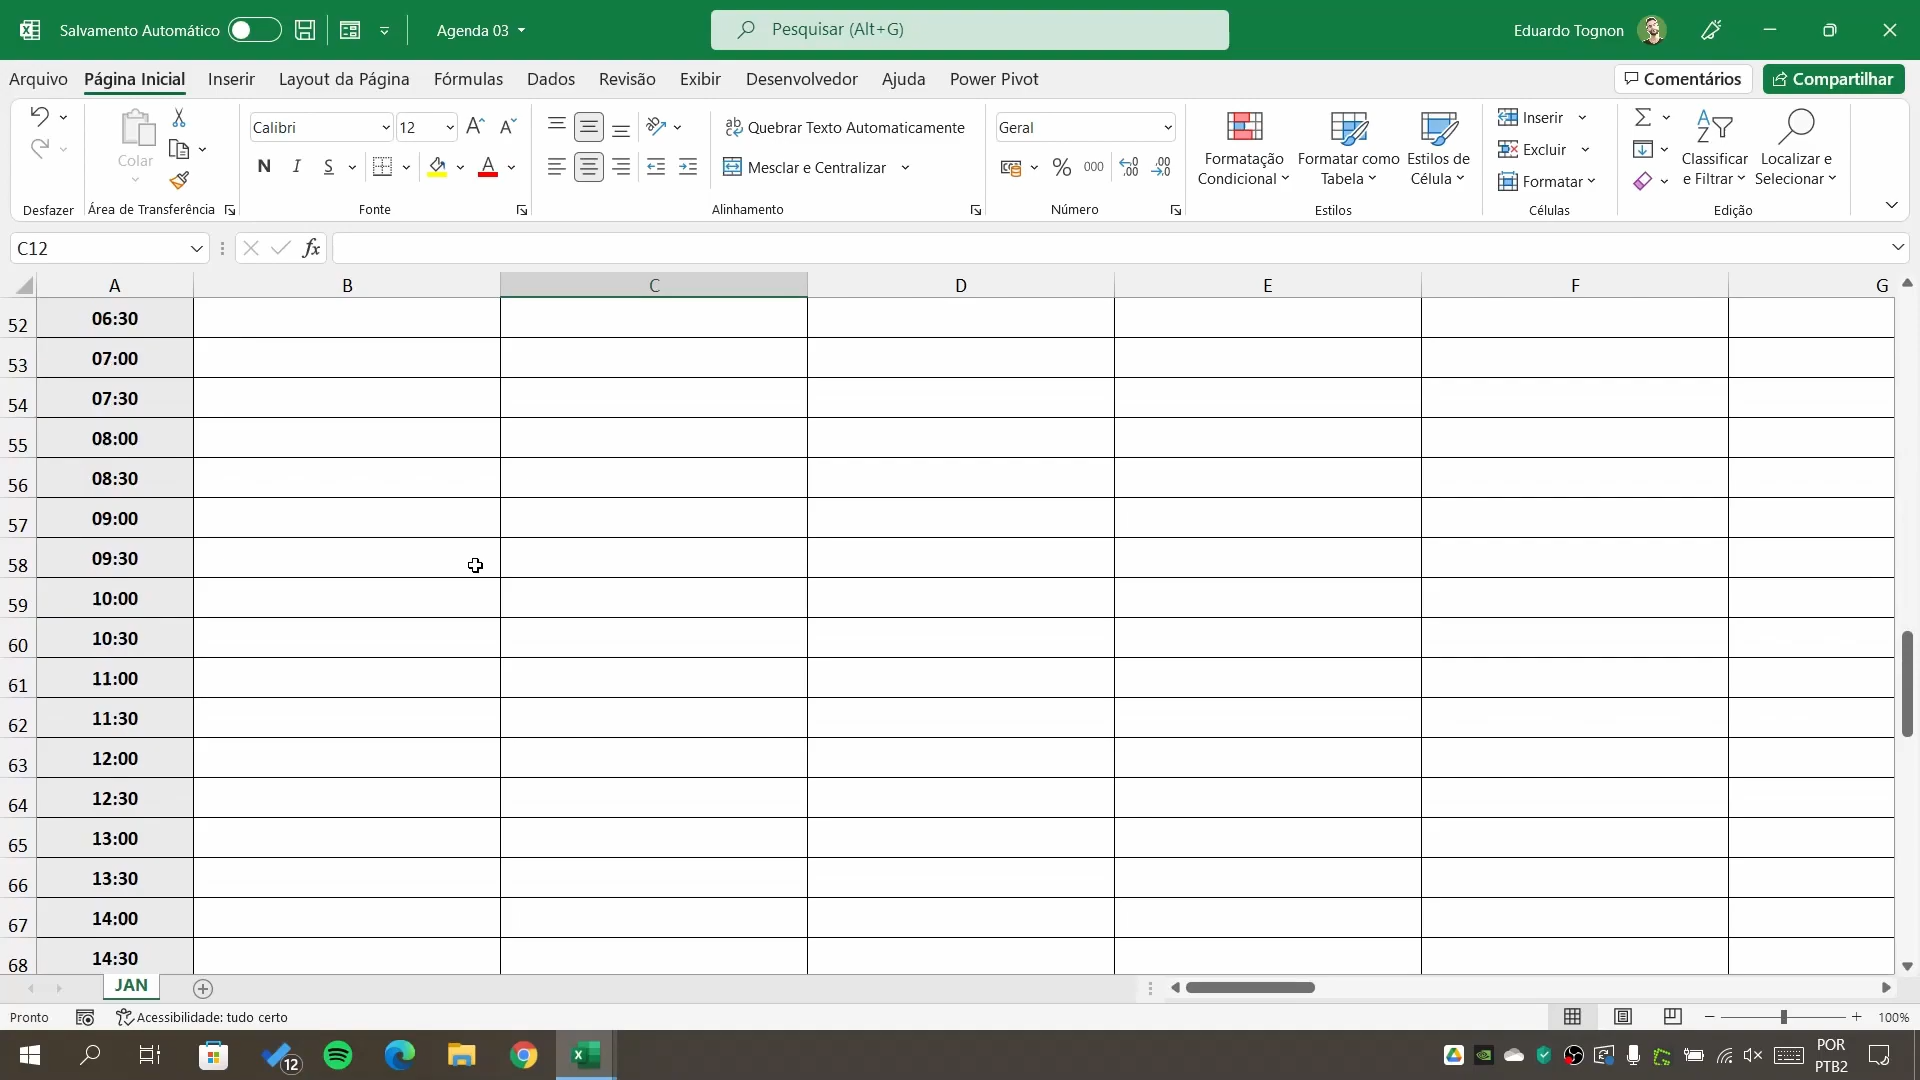 Salvamento Automático
Agenda 03
Pesquisar (Alt+G)
Eduardo Tognon
Arquivo
Página Inicial
Inserir
Layout da Página
Fórmulas
Dados
Revisão
Exibir
Desenvolvedor
Ajuda
Power Pivot
Comentários
Compartilhar
Colar
Calibri
12
Quebrar Texto Automaticamente
Mesclar e Centralizar
Geral
000
Formatação
Condicional
Formatar como
Tabela
Estilos de
Célula
Inserir
Excluir
Formatar
Classificar
e Filtrar
Localizar e
Selecionar
N
I
S
Desfazer
Área de Transferência
Fonte
Alinhamento
Número
Estilos
Células
Edição
C12
fx
A B C D E F G
52 06:30
53 07:00
54 07:30
55 08:00
56 08:30
57 09:00
58 09:30
59 10:00
60 10:30
61 11:00
62 11:30
63 12:00
64 12:30
65 13:00
66 13:30
67 14:00
68 14:30
JAN
Pronto
Acessibilidade: tudo certo
100%
12
POR
PTB2